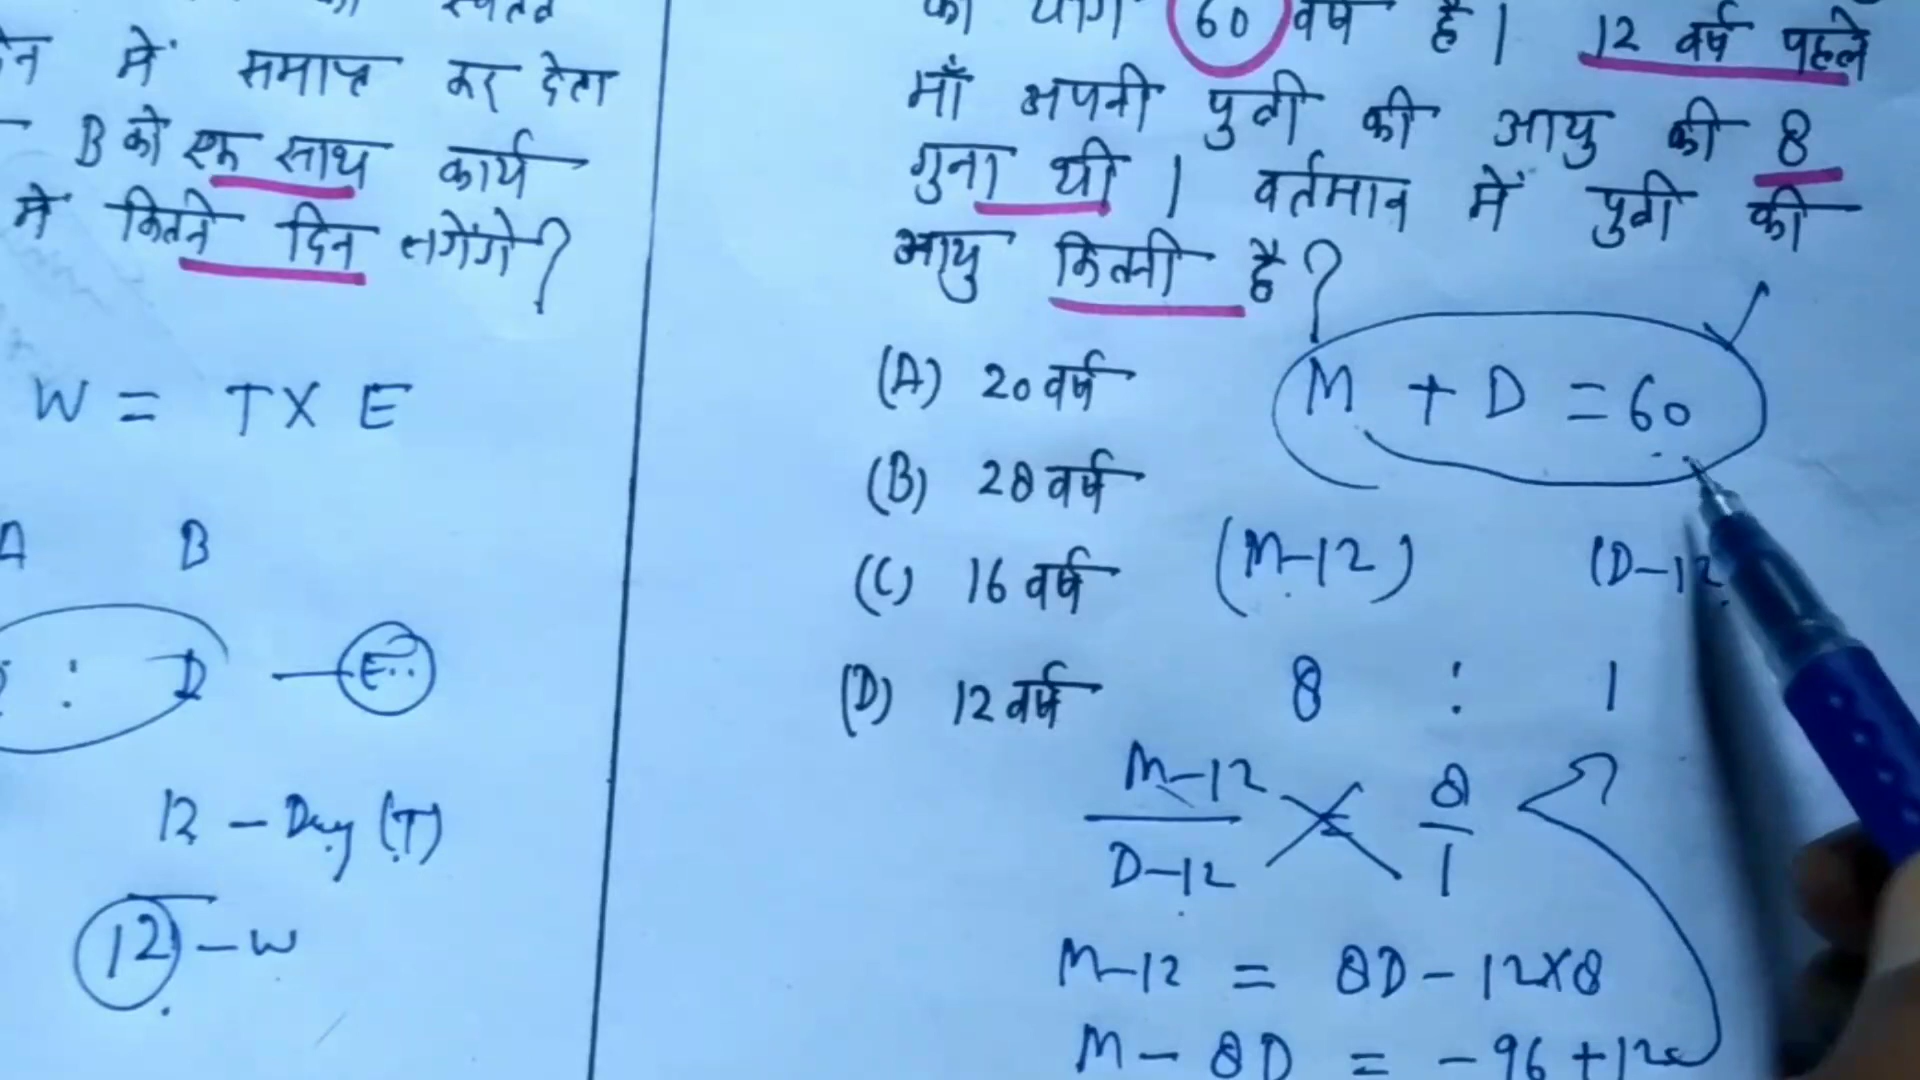 में समाप्त कर देता
B को एक साथ कार्य
में कितने दिन लगेंगे?
W = T X E
A B
: D — E..
12 - Day (T)
12 - W
का योग 60 वर्ष है। 12 वर्ष पहले
माँ अपनी पुत्री की आयु की 8
गुना थी। वर्तमान में पुत्री की
आयु कितनी है?
(A) 20 वर्ष
M + D = 60
(B) 28 वर्ष
(C) 16 वर्ष
(M-12) (D-12
(D) 12 वर्ष
8 : 1
M-12 = 8
D-12 1
M-12 = 8D - 12X8
M - 8D = -96 + 12